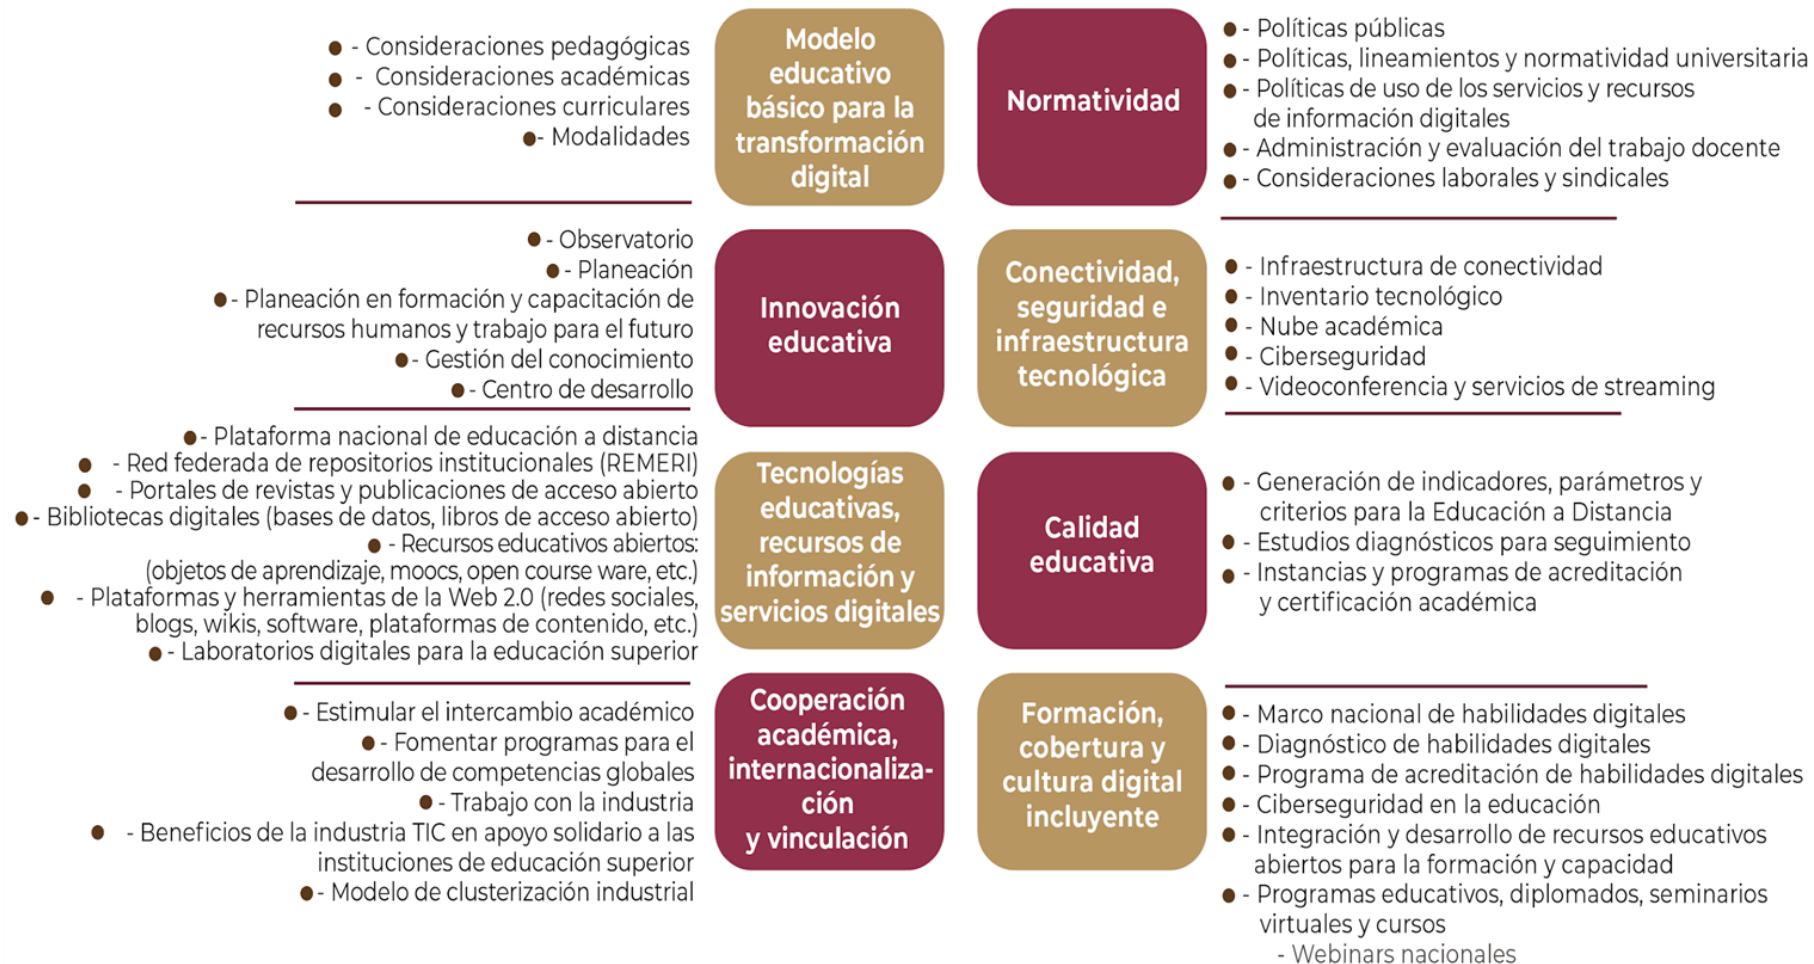 - Consideraciones pedagógicas
- Consideraciones académicas
- Consideraciones curriculares
- Modalidades
Modelo
educativo
básico para la
transformación
digital
Normatividad
- Políticas públicas
- Políticas, lineamientos y normatividad universitaria
- Políticas de uso de los servicios y recursos
de información digitales
- Administración y evaluación del trabajo docente
- Consideraciones laborales y sindicales
- Observatorio
- Planeación
- Planeación en formación y capacitación de
recursos humanos y trabajo para el futuro
- Gestión del conocimiento
- Centro de desarrollo
Innovación
educativa
Conectividad,
seguridad e
infraestructura
tecnológica
- Infraestructura de conectividad
- Inventario tecnológico
- Nube académica
- Ciberseguridad
- Videoconferencia y servicios de streaming
- Plataforma nacional de educación a distancia
- Red federada de repositorios institucionales (REMERI)
- Portales de revistas y publicaciones de acceso abierto
- Bibliotecas digitales (bases de datos, libros de acceso abierto)
- Recursos educativos abiertos:
(objetos de aprendizaje, moocs, open course ware, etc.)
- Plataformas y herramientas de la Web 2.0 (redes sociales,
blogs, wikis, software, plataformas de contenido, etc.)
- Laboratorios digitales para la educación superior
Tecnologías
educativas,
recursos de
información y
servicios digitales
Calidad
educativa
- Generación de indicadores, parámetros y
criterios para la Educación a Distancia
- Estudios diagnósticos para seguimiento
- Instancias y programas de acreditación
y certificación académica
- Estimular el intercambio académico
- Fomentar programas para el
desarrollo de competencias globales
- Trabajo con la industria
- Beneficios de la industria TIC en apoyo solidario a las
instituciones de educación superior
- Modelo de clusterización industrial
Cooperación
académica,
internacionaliza-
ción
y vinculación
Formación,
cobertura y
cultura digital
incluyente
- Marco nacional de habilidades digitales
- Diagnóstico de habilidades digitales
- Programa de acreditación de habilidades digitales
- Ciberseguridad en la educación
- Integración y desarrollo de recursos educativos
abiertos para la formación y capacidad
- Programas educativos, diplomados, seminarios
virtuales y cursos
- Webinars nacionales